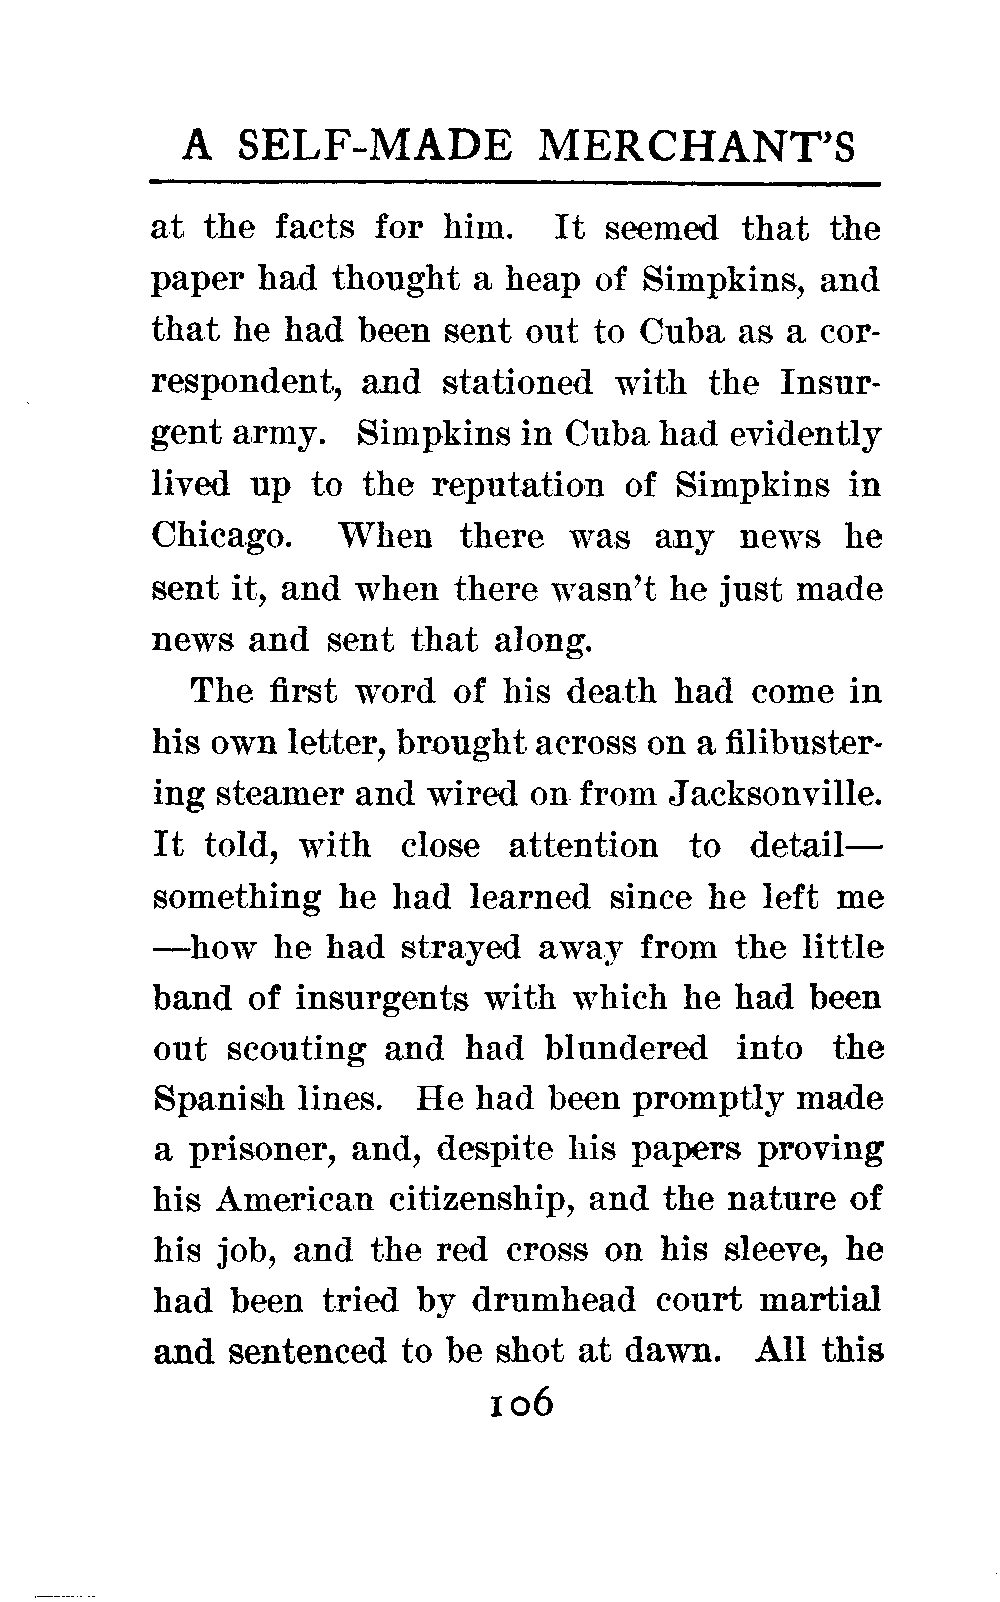 A SELF-MADE MERCHANT'S
at the facts for him. It seemed that the
paper had thought a heap of Simpkins, and
that he had been sent out to Cuba as a cor-
respondent, and stationed with the Insur-
gent army. Simpkins in Cuba had evidently
lived up to the reputation of Simpkins in
Chicago. When there was any news he
sent it, and when there wasn't he just made
news and sent that along.
The first word of his death had come in
his own letter, brought across on a filibuster-
ing steamer and wired on from Jacksonville.
It told, with close attention to detail—
something he had learned since he left me
—how he had strayed away from the little
band of insurgents with which he had been
out scouting and had blundered into the
Spanish lines. He had been promptly made
a prisoner, and, despite his papers proving
his American citizenship, and the nature of
his job, and the red cross on his sleeve, he
had been tried by drumhead court martial
and sentenced to be shot at dawn. All this
106